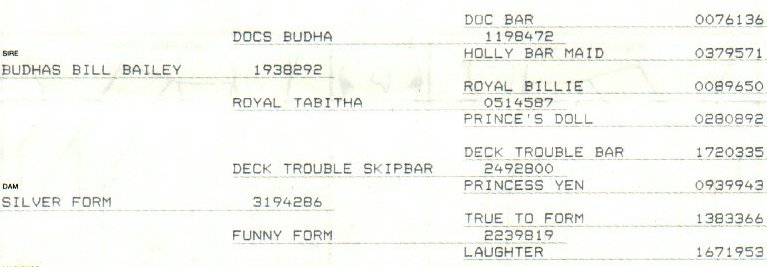 DOC BAR 0076136
DOCS BUDHA 1198472
HOLLY BAR MAID 0379571
SIRE
BUDHAS BILL BAILEY 1938292
ROYAL BILLIE 0089650
ROYAL TABITHA 0514587
PRINCE'S DOLL 0280892
DECK TROUBLE BAR 1720335
DECK TROUBLE SKIPBAR 2492800
DAM
PRINCESS YEN 0939943
SILVER FORM 3194286
TRUE TO FORM 1383366
FUNNY FORM 2239819
LAUGHTER 1671953